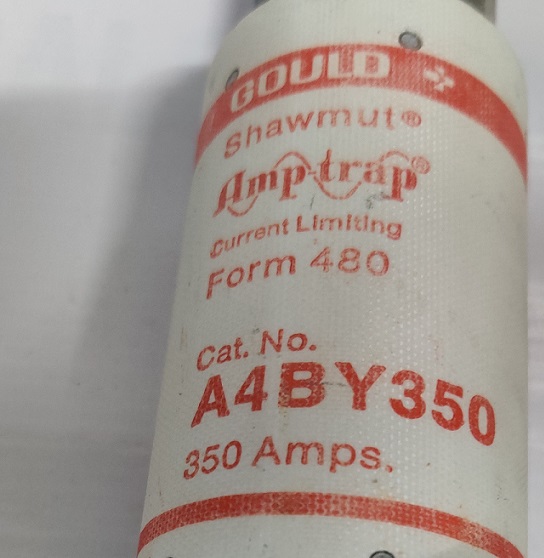 GOULD
Shawmut®
Amp-trap®
Current Limiting
Form 480
Cat. No.
A4BY350
350 Amps.